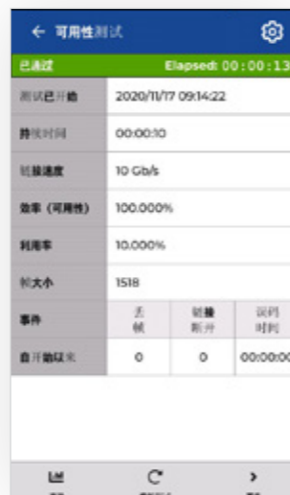 可用性测试
已通过 Elapsed: 00:00:13
测试已开始 2020/11/17 09:14:22
持续时间 00:00:10
链接速度 10 Gb/s
效率（可用性） 100.000%
利用率 10.000%
帧大小 1518
事件 丢帧 链接断开 误码时间
自开始以来 0 0 00:00:00